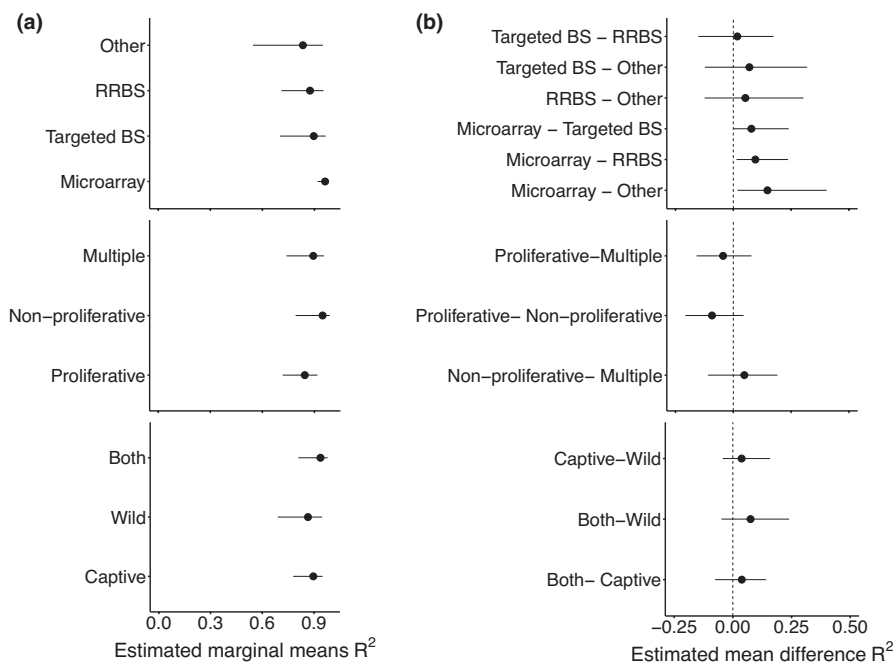 (a)
Other
RRBS
Targeted BS
Microarray
Multiple
Non−proliferative
Proliferative
Both
Wild
Captive
0.0 0.3 0.6 0.9
Estimated marginal means R²
(b)
Targeted BS − RRBS
Targeted BS − Other
RRBS − Other
Microarray − Targeted BS
Microarray − RRBS
Microarray − Other
Proliferative−Multiple
Proliferative− Non−proliferative
Non−proliferative− Multiple
Captive−Wild
Both−Wild
Both− Captive
−0.25 0.00 0.25 0.50
Estimated mean difference R²